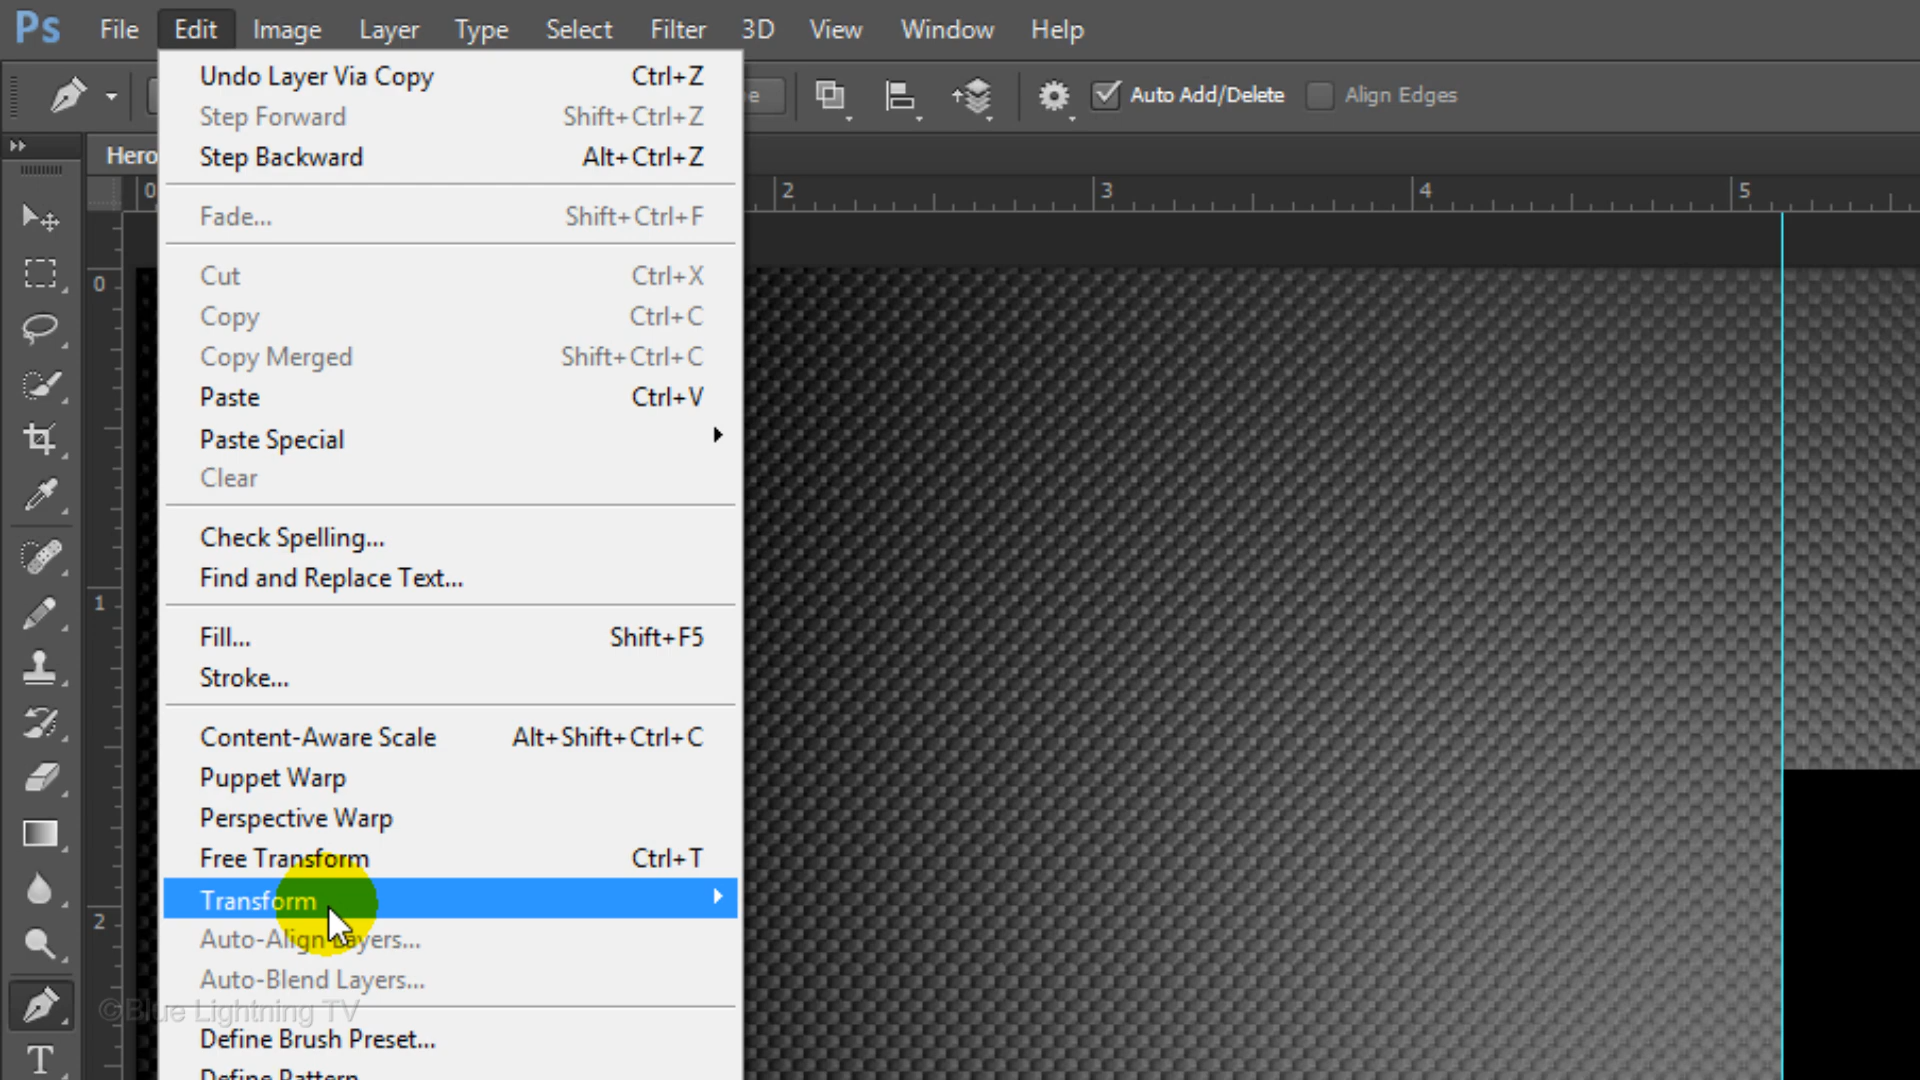 Ps File Edit Image Layer Type Select Filter 3D View Window Help
Auto Add/Delete Align Edges
Hero
0 2 3 4 5
0
1
2
Undo Layer Via Copy Ctrl+Z
Step Forward Shift+Ctrl+Z
Step Backward Alt+Ctrl+Z
Fade... Shift+Ctrl+F
Cut Ctrl+X
Copy Ctrl+C
Copy Merged Shift+Ctrl+C
Paste Ctrl+V
Paste Special
Clear
Check Spelling...
Find and Replace Text...
Fill... Shift+F5
Stroke...
Content-Aware Scale Alt+Shift+Ctrl+C
Puppet Warp
Perspective Warp
Free Transform Ctrl+T
Transform
Auto-Align Layers...
Auto-Blend Layers...
©Blue Lightning TV
Define Brush Preset...
Define Pattern
T